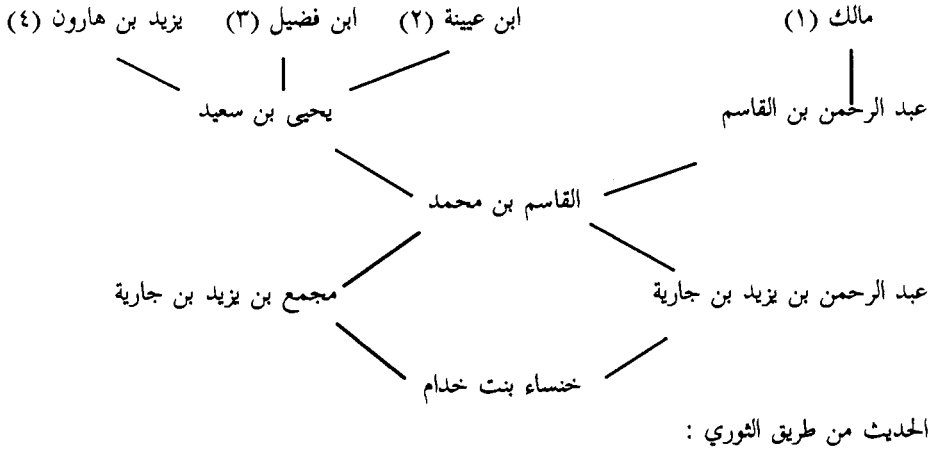 مالك (١) ابن عيينة (٢) ابن فضيل (٣) يزيد بن هارون (٤)
عبد الرحمن بن القاسم يحيى بن سعيد
القاسم بن محمد
عبد الرحمن بن يزيد بن جارية مجمع بن يزيد بن جارية
خنساء بنت خدام
الحديث من طريق الثوري :